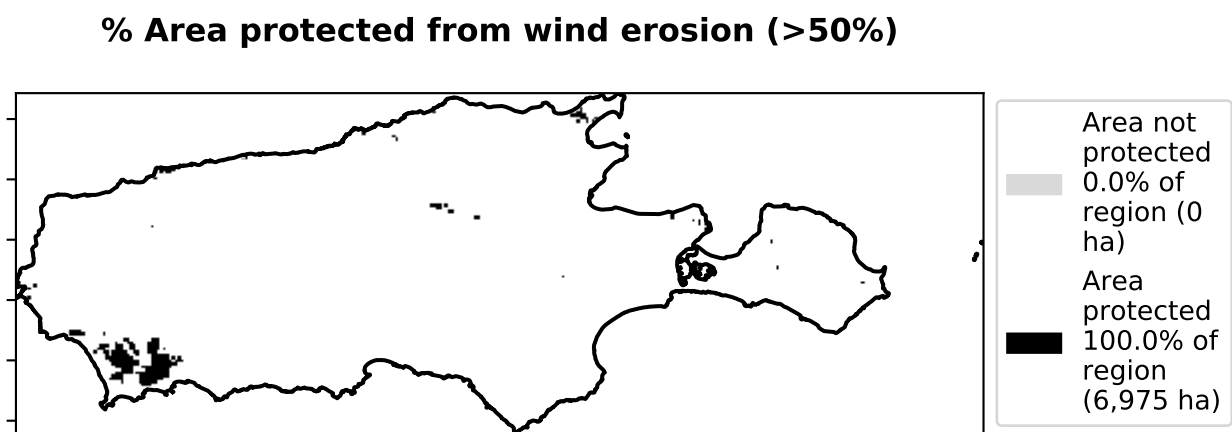 % Area protected from wind erosion (>50%)
Area not
protected
0.0% of
region (0
ha)
Area
protected
100.0% of
region
(6,975 ha)